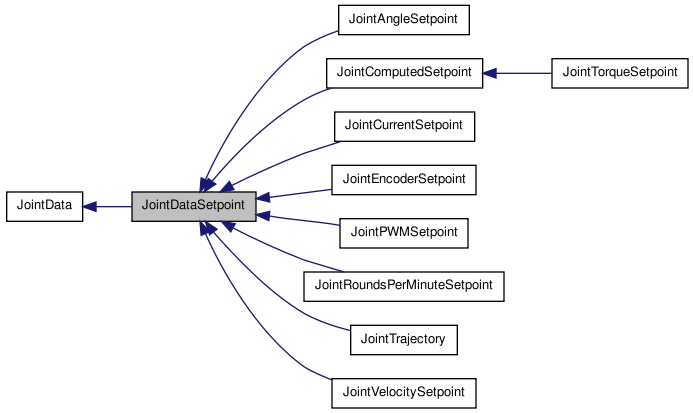 JointAngleSetpoint
JointComputedSetpoint
JointTorqueSetpoint
JointCurrentSetpoint
JointEncoderSetpoint
JointData
JointDataSetpoint
JointPWMSetpoint
JointRoundsPerMinuteSetpoint
JointTrajectory
JointVelocitySetpoint